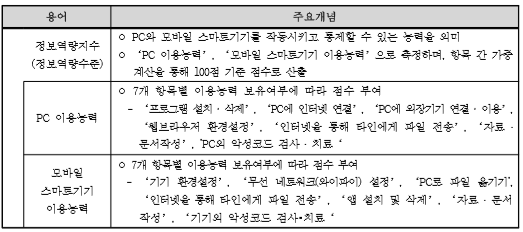 용어 주요개념
정보역량지수
(정보역량수준)
○ PC와 모바일 스마트기기를 작동시키고 통제할 수 있는 능력을 의미
○ ‘PC 이용능력’, ‘모바일 스마트기기 이용능력’으로 측정하며, 항목 간 가중
계산을 통해 100점 기준 점수로 산출
PC 이용능력
○ 7개 항목별 이용능력 보유여부에 따라 점수 부여
- ‘프로그램 설치·삭제’, ‘PC에 인터넷 연결’, ‘PC에 외장기기 연결·이용’,
‘웹브라우저 환경설정’, ‘인터넷을 통해 타인에게 파일 전송’, ‘자료·
문서작성’, ‘PC의 악성코드 검사·치료‘
모바일
스마트기기
이용능력
○ 7개 항목별 이용능력 보유여부에 따라 점수 부여
- ‘기기 환경설정’, ‘무선 네트워크(와이파이) 설정’, ‘PC로 파일 옮기기’,
‘인터넷을 통해 타인에게 파일 전송’, ‘앱 설치 및 삭제’, ‘자료·문서
작성’, ‘기기의 악성코드 검사·치료‘